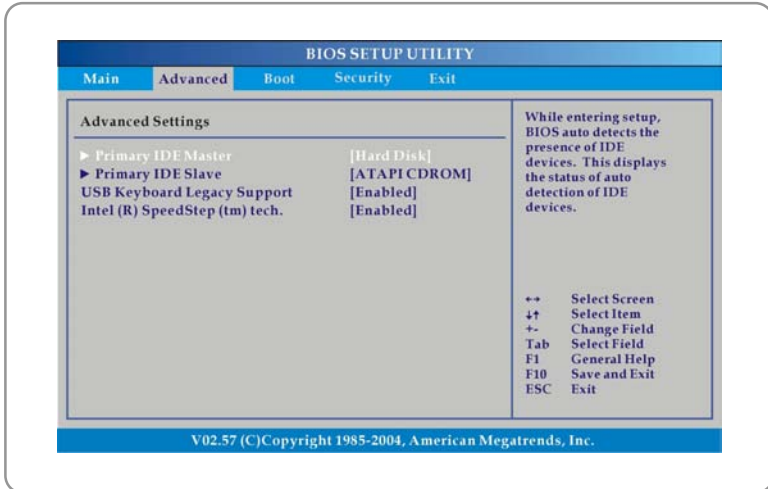 BIOS SETUP UTILITY
Main Advanced Boot Security Exit
Advanced Settings
▶ Primary IDE Master [Hard Disk]
▶ Primary IDE Slave [ATAPI CDROM]
USB Keyboard Legacy Support [Enabled]
Intel (R) SpeedStep (tm) tech. [Enabled]
While entering setup,
BIOS auto detects the
presence of IDE
devices. This displays
the status of auto
detection of IDE
devices.
↔ Select Screen
↓↑ Select Item
+- Change Field
Tab Select Field
F1 General Help
F10 Save and Exit
ESC Exit
V02.57 (C)Copyright 1985-2004, American Megatrends, Inc.